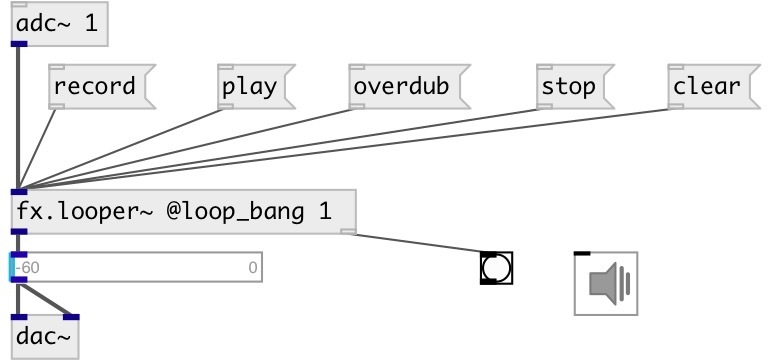 adc~ 1
record play overdub stop clear
fx.looper~ @loop_bang 1
-60 0
dac~